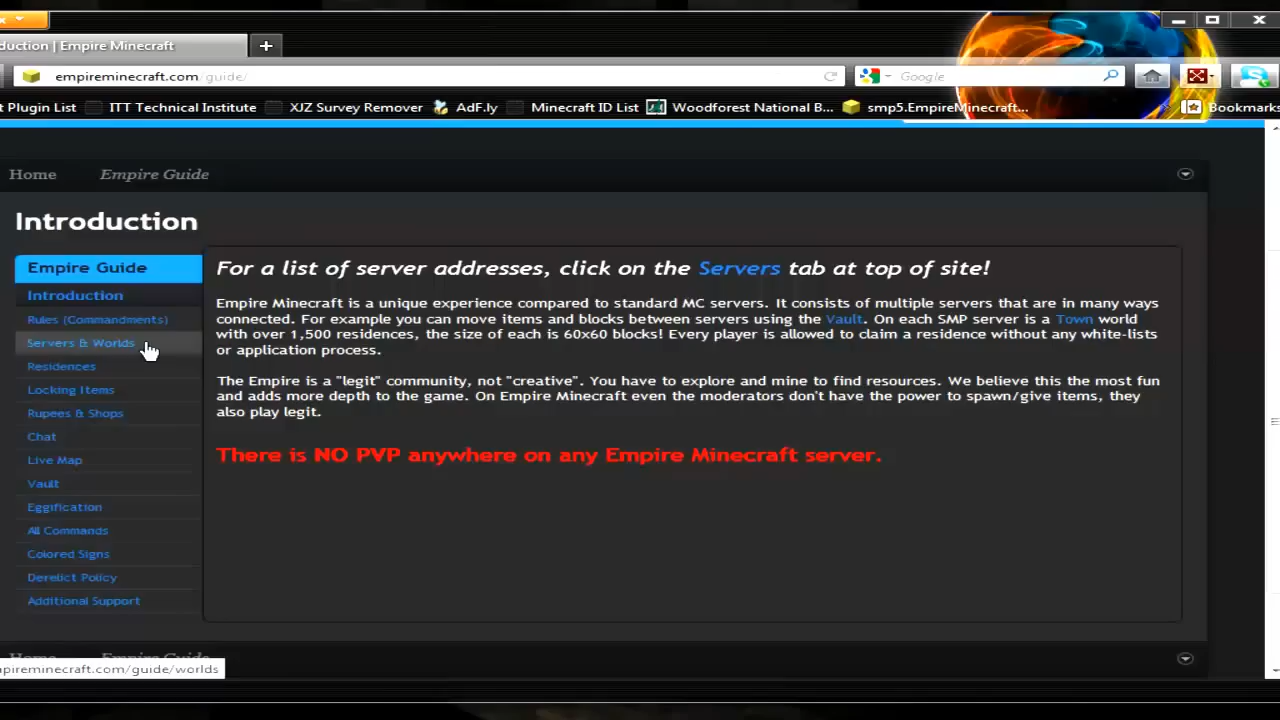 duction | Empire Minecraft
+
empireminecraft.com/guide/
Google
t Plugin List
ITT Technical Institute
XJZ Survey Remover
AdF.ly
Minecraft ID List
Woodforest National B...
smp5.EmpireMinecraft...
Bookmarks
Home
Empire Guide
Introduction
Empire Guide
Introduction
Rules (Commandments)
Servers & Worlds
Residences
Locking Items
Rupees & Shops
Chat
Live Map
Vault
Eggification
All Commands
Colored Signs
Derelict Policy
Additional Support
For a list of server addresses, click on the Servers tab at top of site!
Empire Minecraft is a unique experience compared to standard MC servers. It consists of multiple servers that are in many ways
connected. For example you can move items and blocks between servers using the Vault. On each SMP server is a Town world
with over 1,500 residences, the size of each is 60x60 blocks! Every player is allowed to claim a residence without any white-lists
or application process.
The Empire is a "legit" community, not "creative". You have to explore and mine to find resources. We believe this the most fun
and adds more depth to the game. On Empire Minecraft even the moderators don't have the power to spawn/give items, they
also play legit.
There is NO PVP anywhere on any Empire Minecraft server.
Home
Empire Guide
mpireminecraft.com/guide/worlds